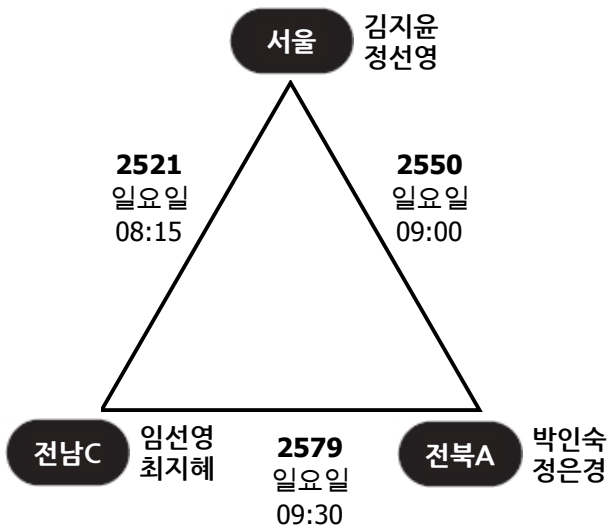 서울
김지윤
정선영
2521
일요일
08:15
2550
일요일
09:00
전남C
임선영
최지혜
2579
일요일
09:30
전북A
박인숙
정은경